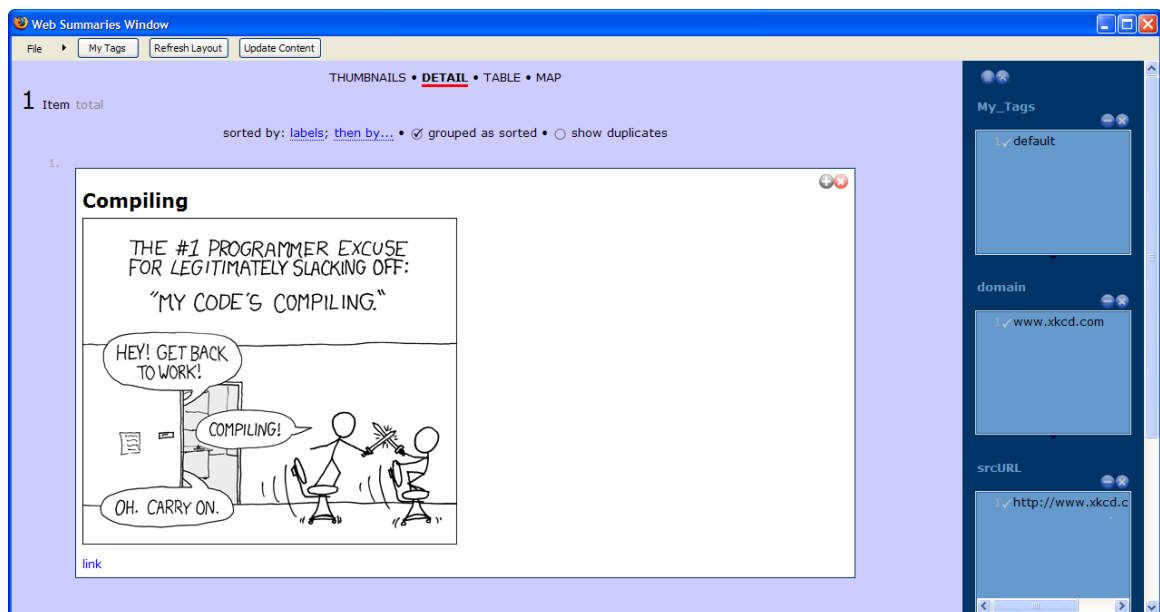 Web Summaries Window
File My Tags Refresh Layout Update Content
THUMBNAILS • DETAIL • TABLE • MAP
1 Item total
sorted by: labels; then by... • grouped as sorted • show duplicates
1.
Compiling
THE #1 PROGRAMMER EXCUSE
FOR LEGITIMATELY SLACKING OFF:
"MY CODE'S COMPILING."
HEY! GET BACK
TO WORK!
COMPILING!
OH. CARRY ON.
link
My_Tags
1 default
domain
1 www.xkcd.com
srcURL
1 http://www.xkcd.c